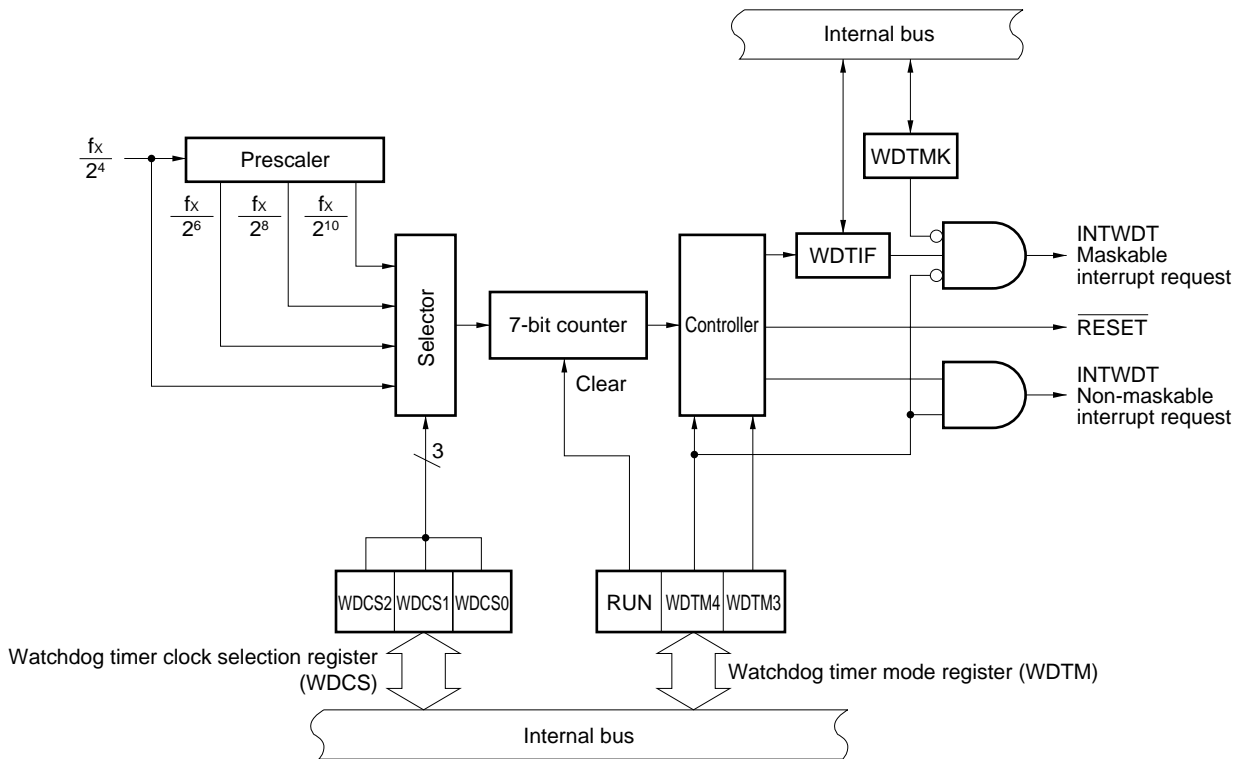 Internal bus
fX
2⁴
Prescaler
WDTMK
fX
2⁶
fX
2⁸
fX
2¹⁰
Selector
7-bit counter
Controller
WDTIF
INTWDT
Maskable
interrupt request
RESET
Clear
INTWDT
Non-maskable
interrupt request
3
WDCS2 WDCS1 WDCS0
RUN WDTM4 WDTM3
Watchdog timer clock selection register
(WDCS)
Watchdog timer mode register (WDTM)
Internal bus